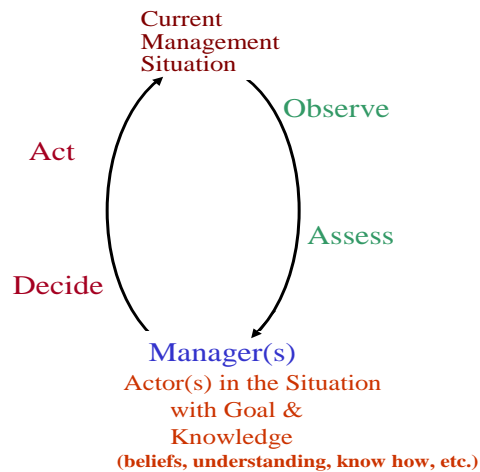 Current
Management
Situation
Observe
Act
Assess
Decide
Manager(s)
Actor(s) in the Situation
with Goal &
Knowledge
(beliefs, understanding, know how, etc.)